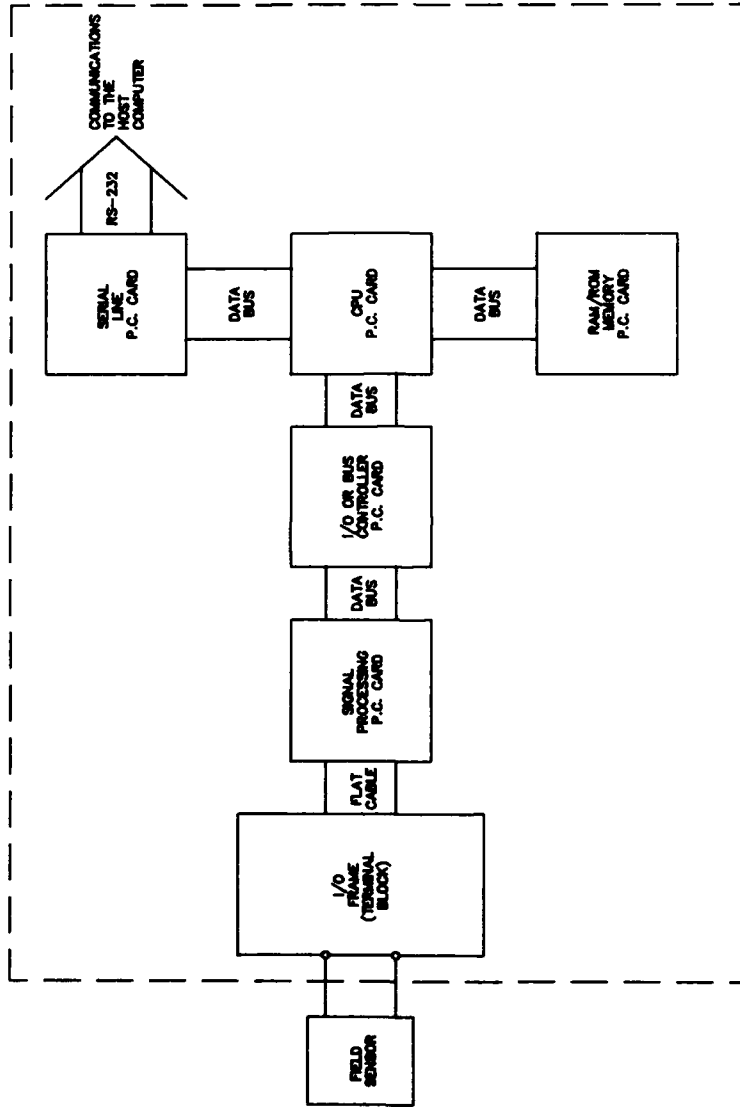 FIELD
SENSOR
I/O
FRAME
(TERMINAL
BLOCK)
FLAT
CABLE
SIGNAL
PROCESSING
P.C. CARD
DATA
BUS
I/O OR BUS
CONTROLLER
P.C. CARD
DATA
BUS
SERIAL
LINE
P.C. CARD
DATA
BUS
CPU
P.C. CARD
DATA
BUS
RAM/ROM
MEMORY
P.C. CARD
RS-232
COMMUNICATIONS
TO THE
HOST
COMPUTER